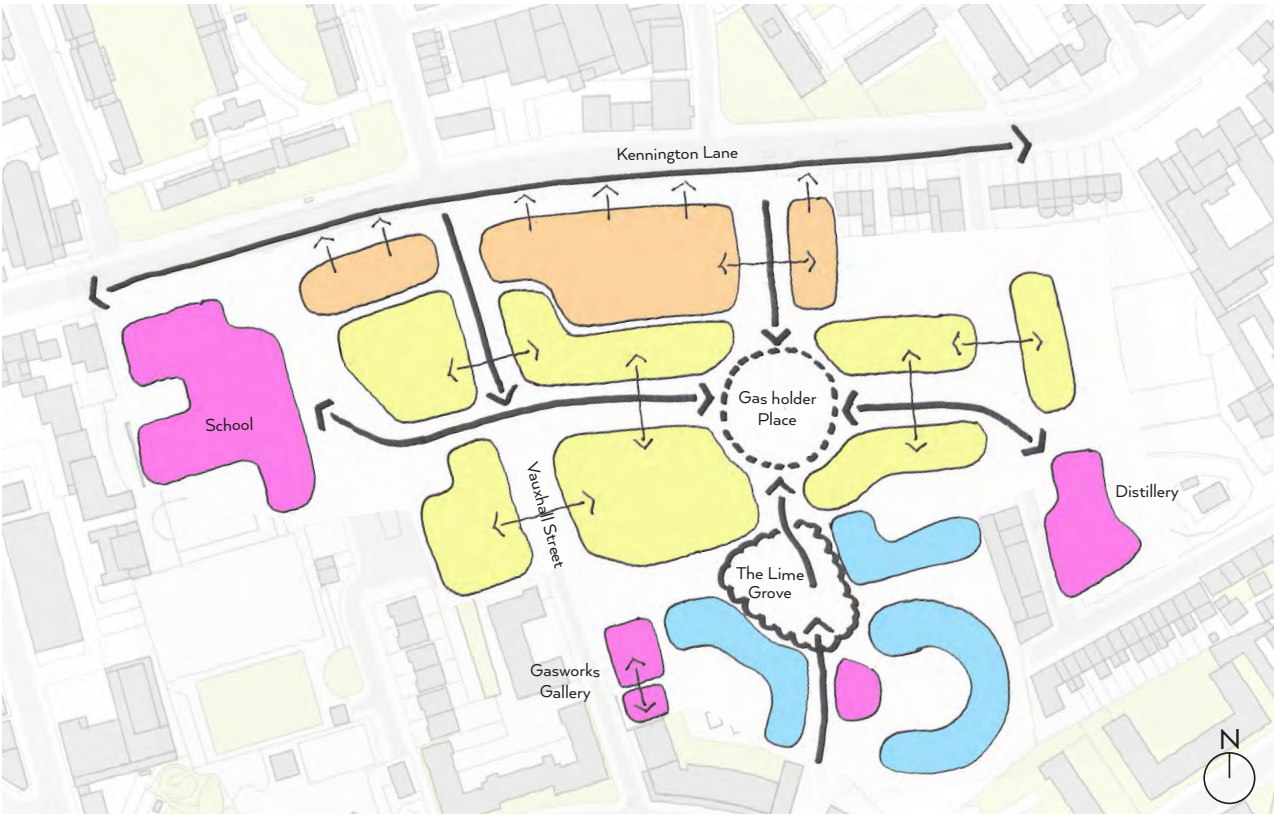 Kennington Lane
Gas holder
Place
School
Vauxhall Street
Distillery
The Lime
Grove
Gasworks
Gallery
N